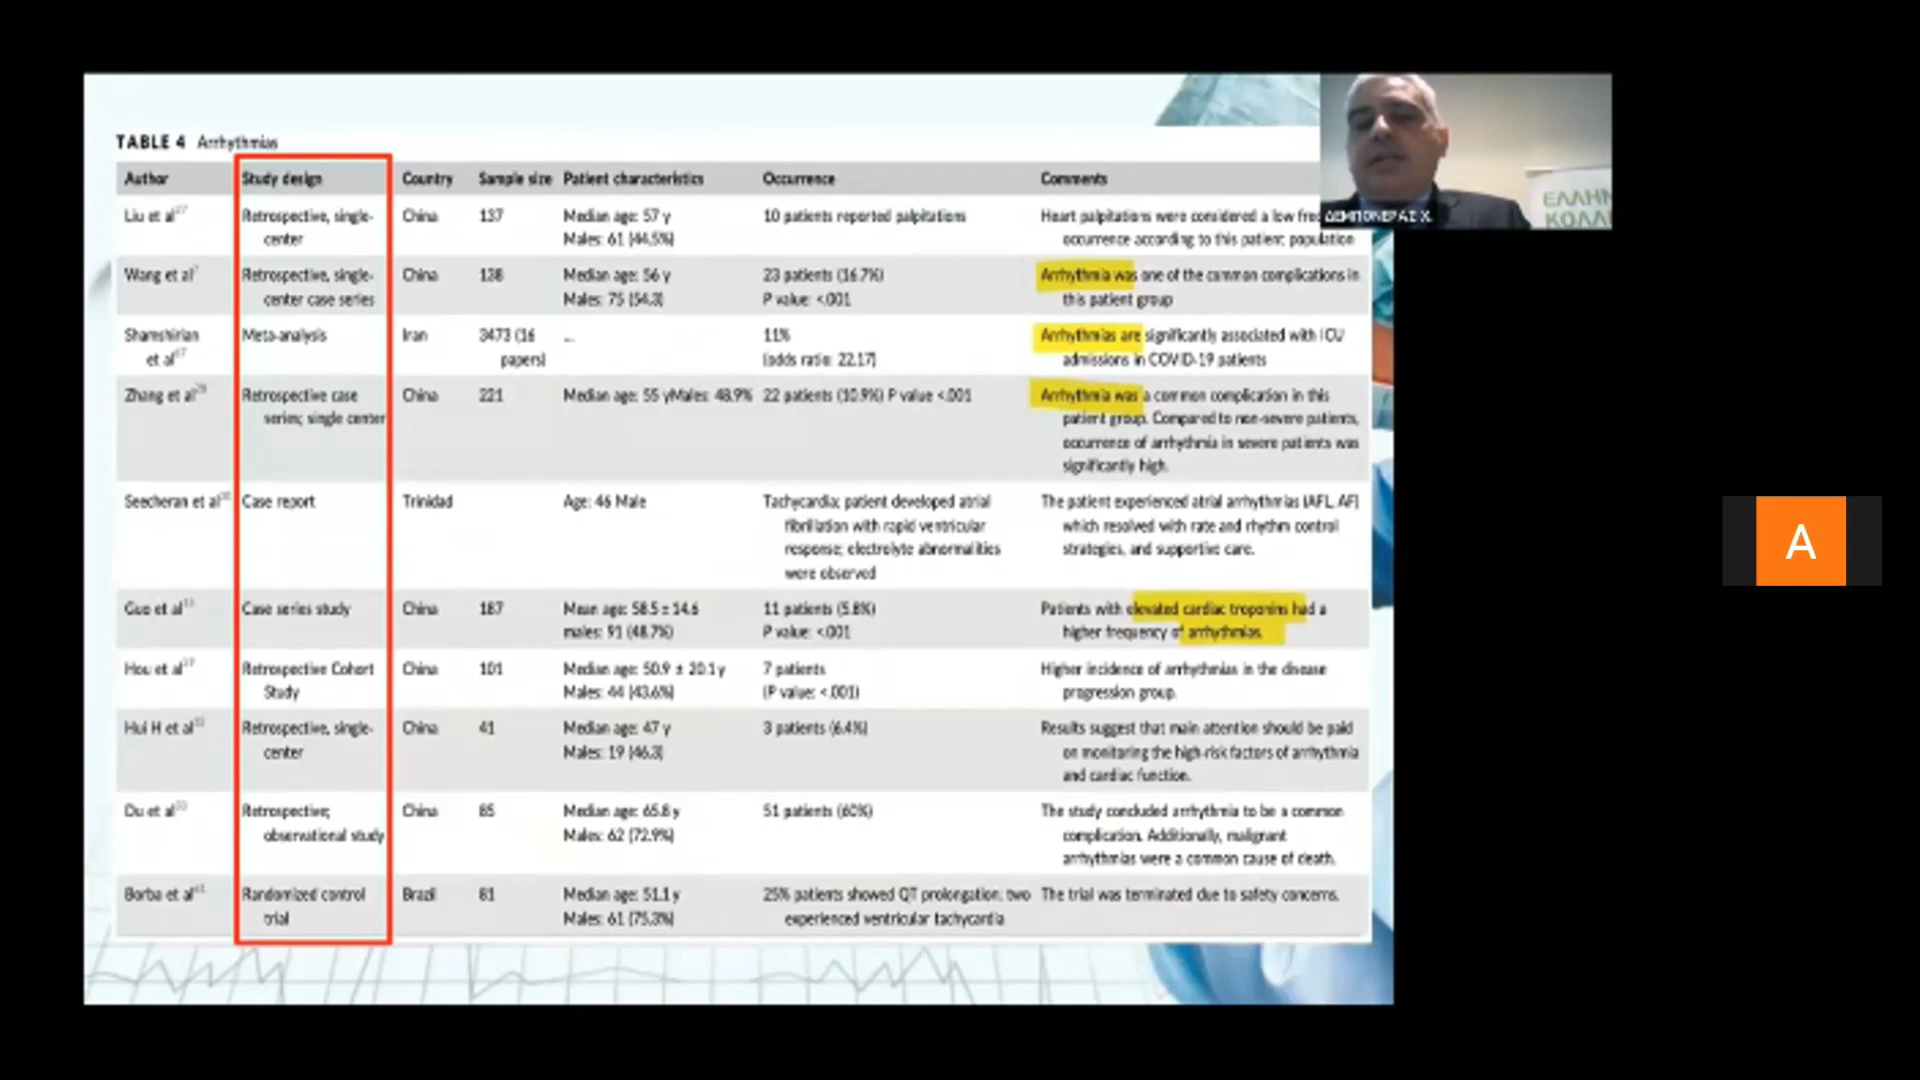 TABLE 4 Arrhythmias
Author Study design Country Sample size Patient characteristics Occurrence Comments
Liu et al27 Retrospective, single- China 137 Median age: 57 y 10 patients reported palpitations Heart palpitations were considered a low
center Males: 61 (44.5%) occurrence according to this patient population
Wang et al7 Retrospective, single- China 138 Median age: 56 y 23 patients (16.7%) Arrhythmia was one of the common complications in
center case series Males: 75 (54.3) P value: <.001 this patient group
Shamshirian Meta-analysis Iran 3473 (16 ... 11% Arrhythmias are significantly associated with ICU
et al papers) (odds ratio: 22.17) admissions in COVID-19 patients
Zhang et al Retrospective case China 221 Median age: 55 yMales: 48.9% 22 patients (10.9%) P value <.001 Arrhythmia was a common complication in this
series; single center patient group. Compared to non-severe patients,
occurrence of arrhythmia in severe patients was
significantly high.
Seecheran et al Case report Trinidad Age: 46 Male Tachycardia; patient developed atrial The patient experienced atrial arrhythmias (AFL, AF)
fibrillation with rapid ventricular which resolved with rate and rhythm control
response; electrolyte abnormalities strategies, and supportive care.
were observed
Guo et al Case series study China 187 Mean age: 58.5 ± 14.6 11 patients (5.8%) Patients with elevated cardiac troponins had a
males: 91 (48.7%) P value: <.001 higher frequency of arrhythmias.
Hou et al Retrospective Cohort China 101 Median age: 50.9 ± 20.1 y 7 patients Higher incidence of arrhythmias in the disease
Study Males: 44 (43.6%) (P value: <.001) progression group.
Hui H et al Retrospective, single- China 41 Median age: 47 y 3 patients (6.4%) Results suggest that main attention should be paid
center Males: 19 (46.3) on monitoring the high-risk factors of arrhythmia
and cardiac function.
Du et al Retrospective; China 85 Median age: 65.8 y 51 patients (60%) The study concluded arrhythmia to be a common
observational study Males: 62 (72.9%) complication. Additionally, malignant
arrhythmias were a common cause of death.
Borba et al Randomized control Brazil 81 Median age: 51.1 y 25% patients showed QT prolongation; two The trial was terminated due to safety concerns.
trial Males: 61 (75.3%) experienced ventricular tachycardia
ΕΛΛΗΝ
ΚΟΛΛ
ΔΕΜΠΟΝΕΡΑΣ Χ.
A